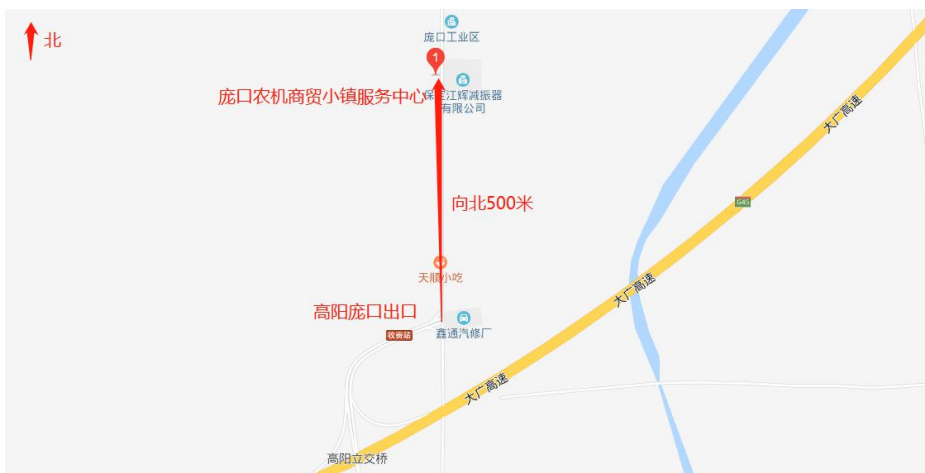 北
庞口工业区
1
庞口农机商贸小镇服务中心
保定江辉减振器
有限公司
大广高速
向北500米
G45
天顺小吃
大广高速
高阳庞口出口
收费站
鑫通汽修厂
大广高速
高阳立交桥